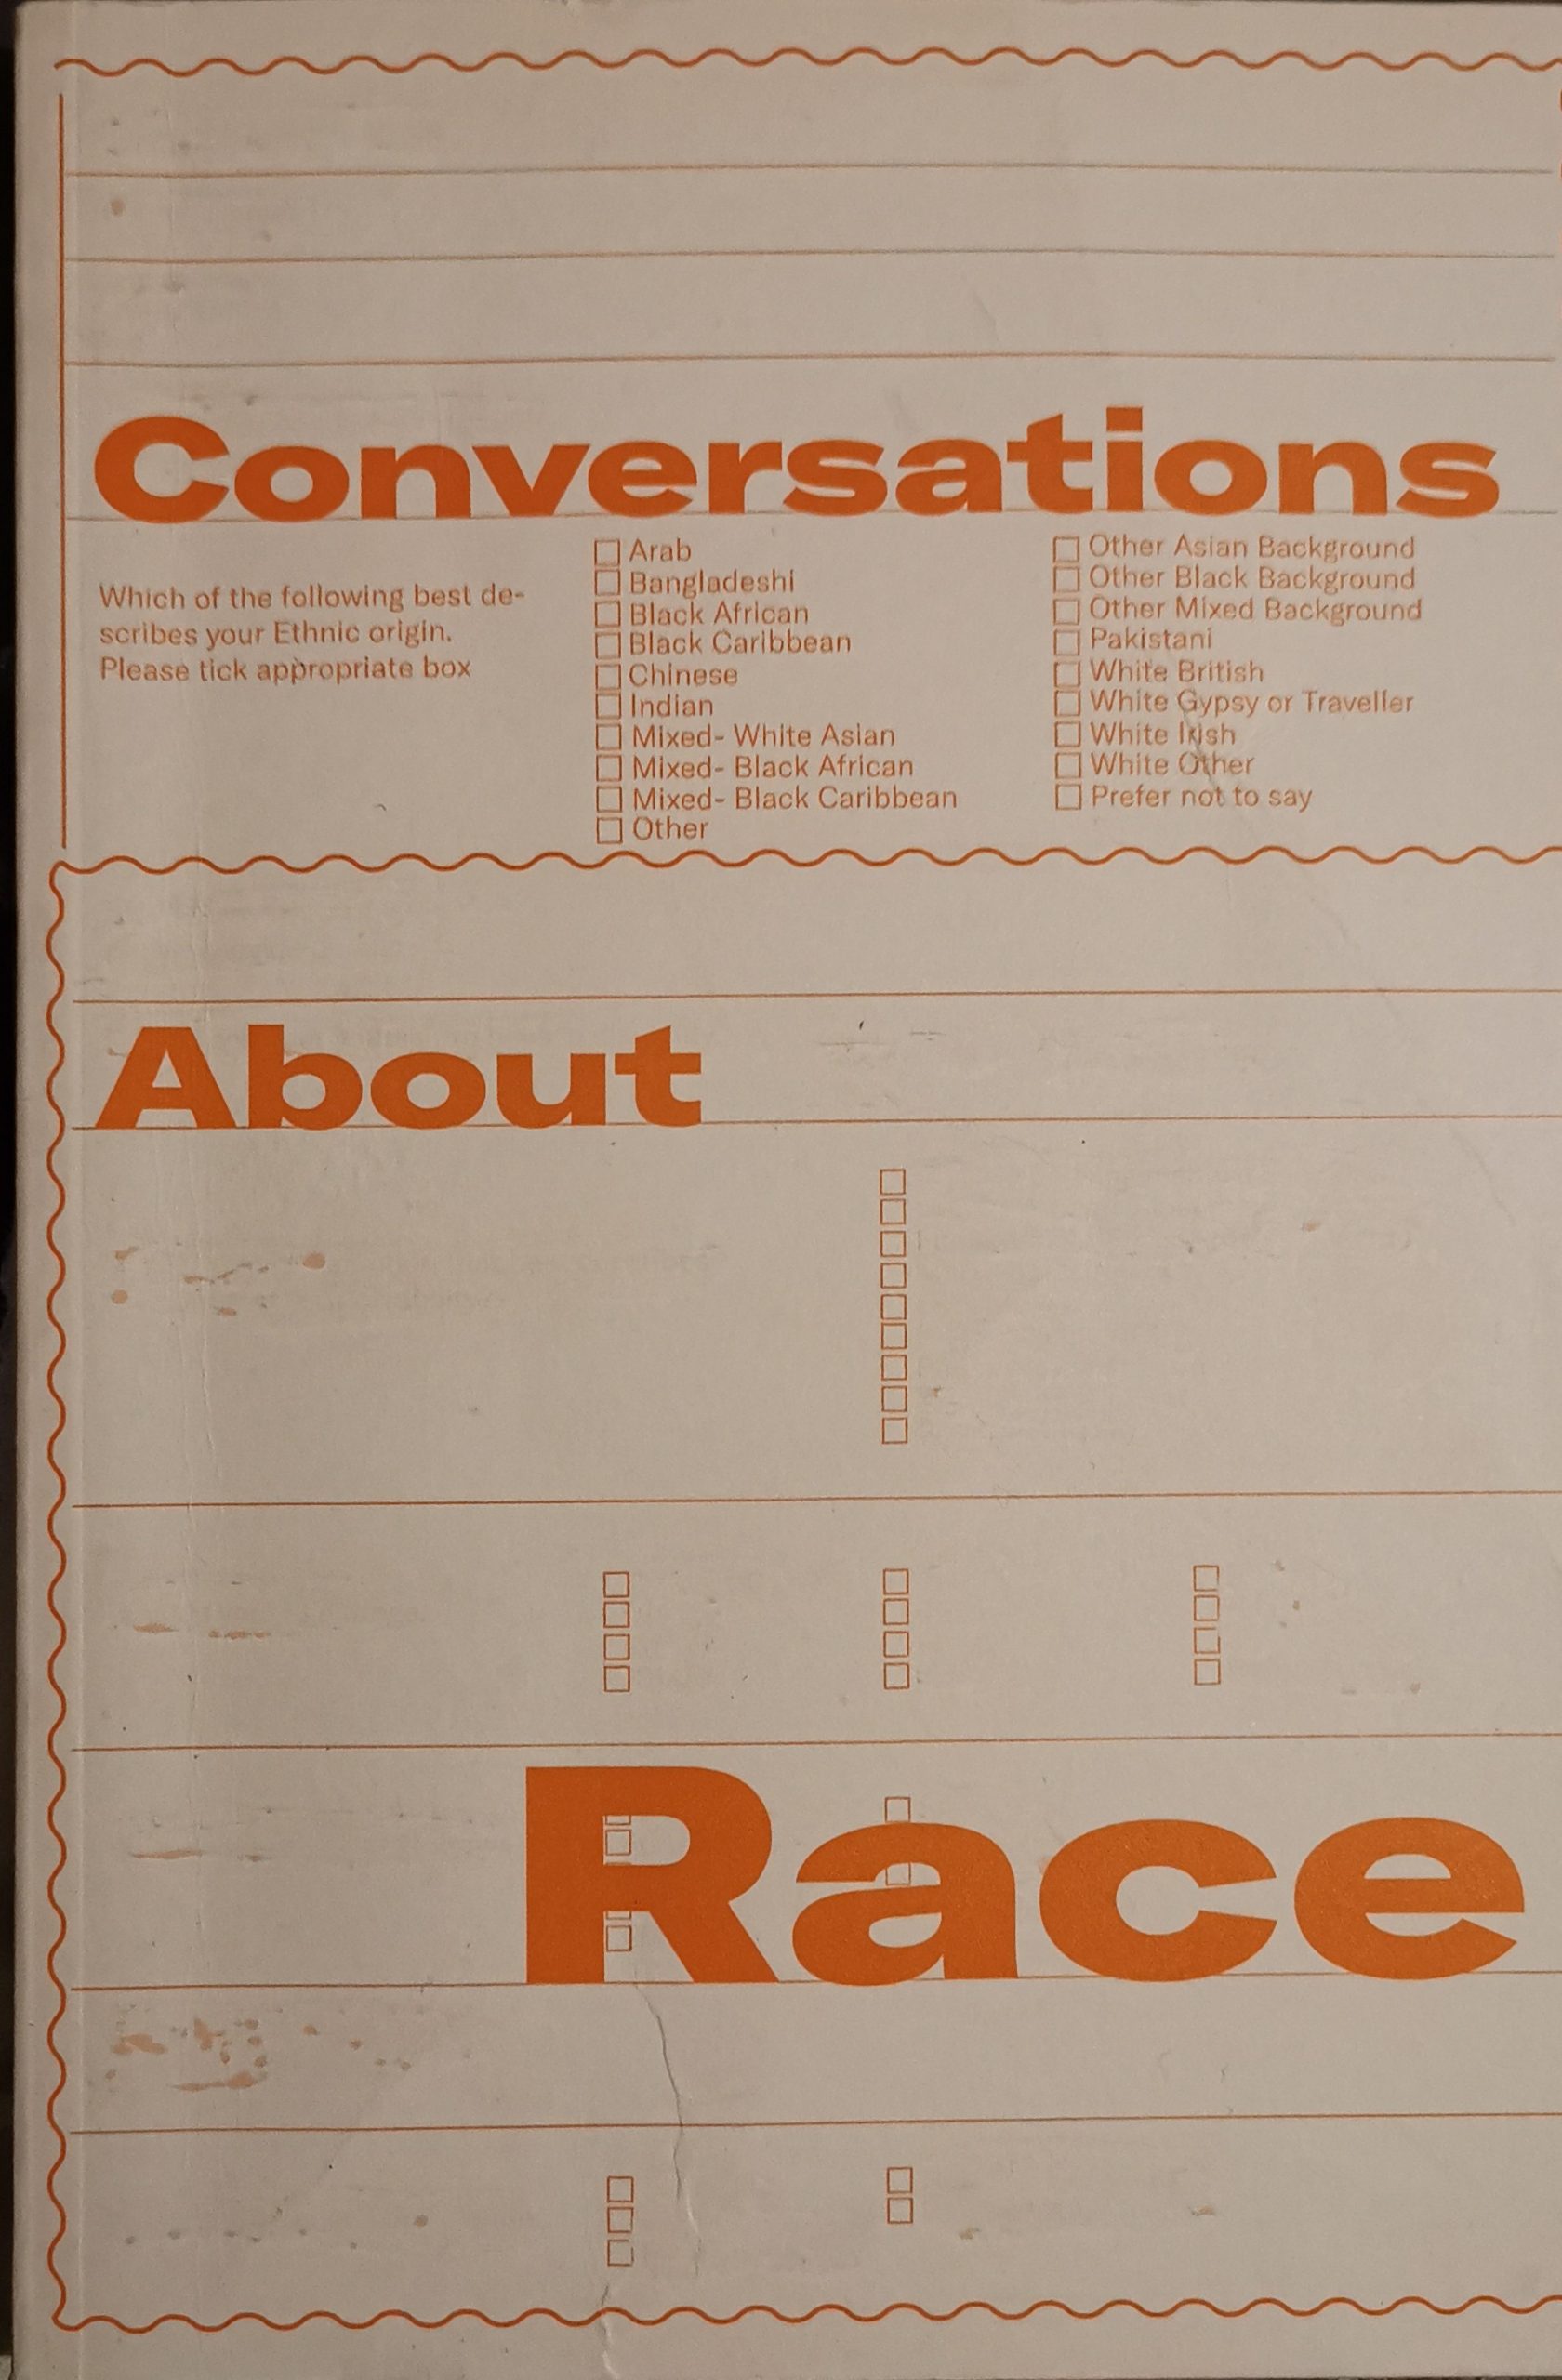 Conversations
Which of the following best de-
scribes your Ethnic origin.
Please tick appropriate box
Arab
Bangladeshi
Black African
Black Caribbean
Chinese
Indian
Mixed- White Asian
Mixed- Black African
Mixed- Black Caribbean
Other
Other Asian Background
Other Black Background
Other Mixed Background
Pakistani
White British
White Gypsy or Traveller
White Irish
White Other
Prefer not to say
About
Race